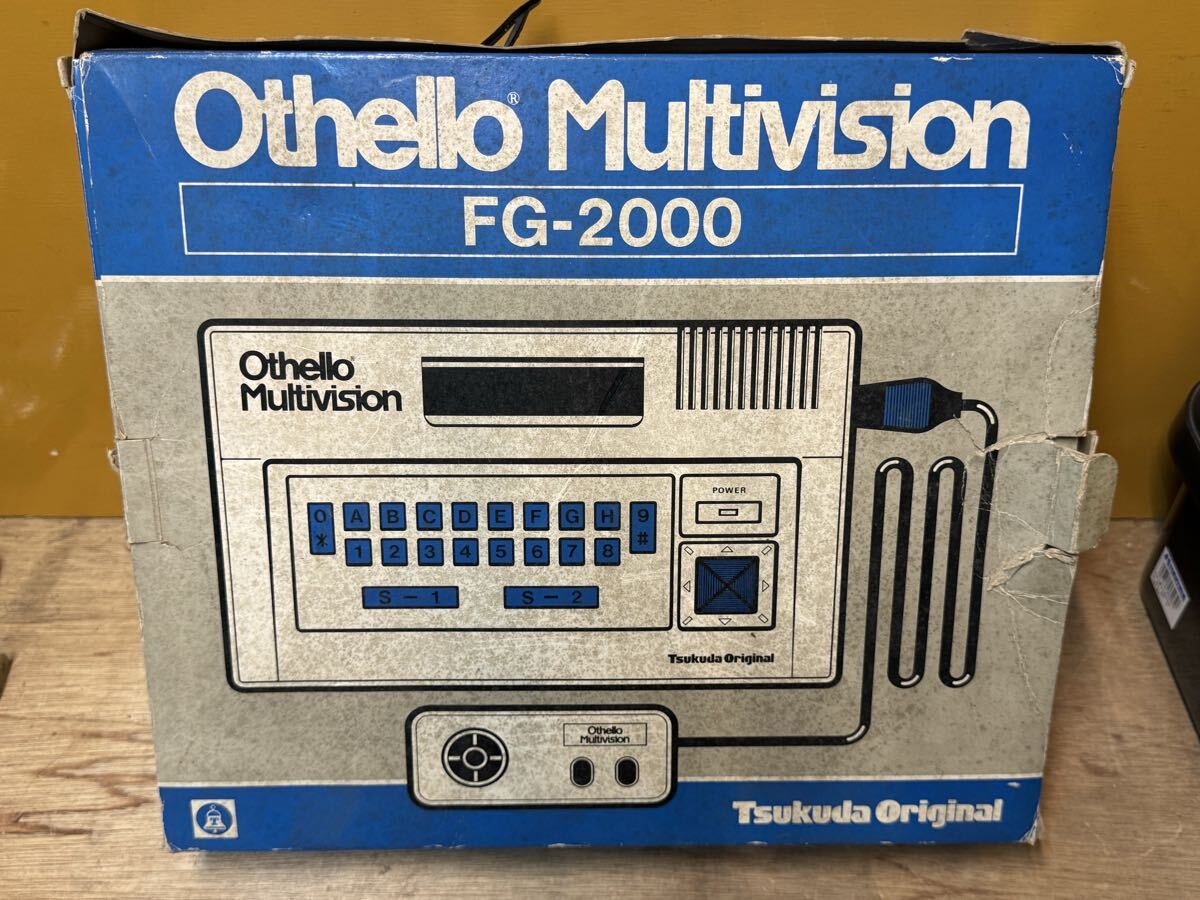 Othello® Multivision
FG-2000
Othello
Multivision
POWER
0 A B C D E F G H 9
* 1 2 3 4 5 6 7 8 #
S-1 S-2
Tsukuda Original
Othello
Multivision
Tsukuda Original